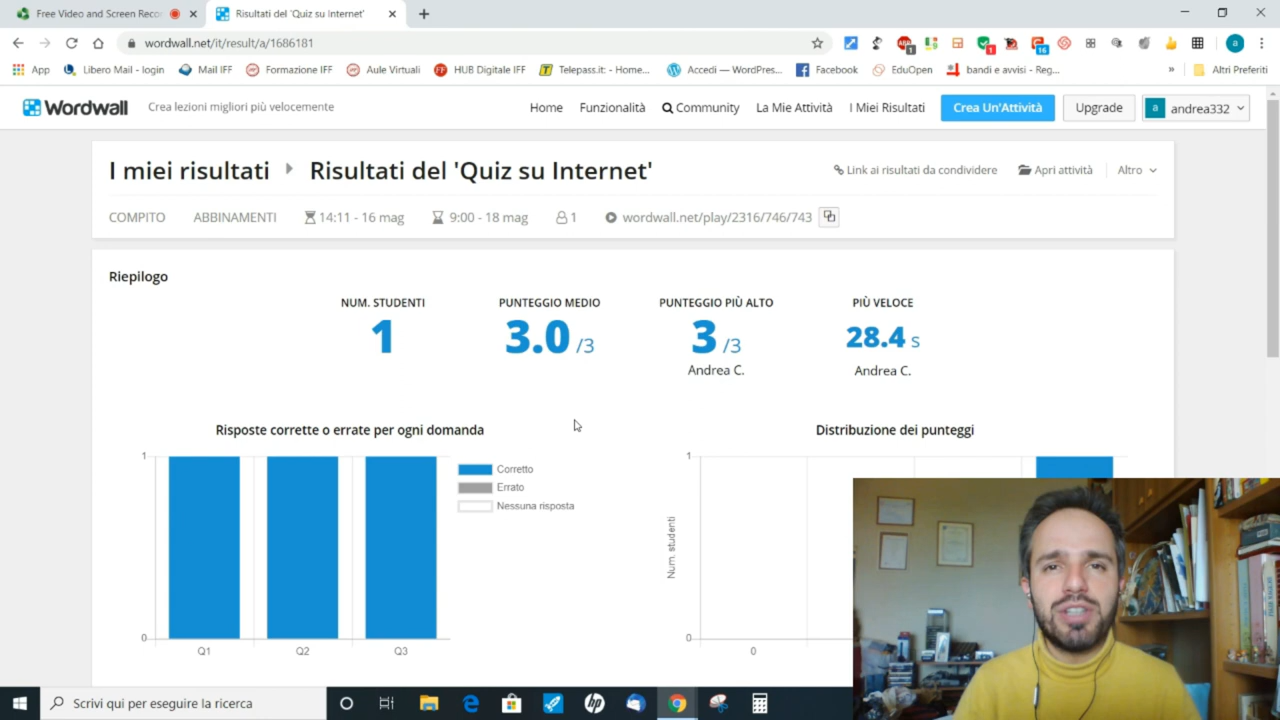 Free Video and Screen Reco
Risultati del 'Quiz su Internet'
wordwall.net/it/result/a/1686181
App
Libero Mail - login
Mail IFF
Formazione IFF
Aule Virtuali
HUB Digitale IFF
Telepass.it: - Home...
Accedi — WordPres...
Facebook
EduOpen
bandi e avvisi - Reg...
»
Altri Preferiti
Wordwall
Crea lezioni migliori più velocemente
Home
Funzionalità
Community
La Mie Attività
I Miei Risultati
Crea Un'Attività
Upgrade
a
andrea332
I miei risultati
Risultati del 'Quiz su Internet'
Link ai risultati da condividere
Apri attività
Altro
COMPITO
ABBINAMENTI
14:11 - 16 mag
9:00 - 18 mag
1
wordwall.net/play/2316/746/743
Riepilogo
NUM. STUDENTI
PUNTEGGIO MEDIO
PUNTEGGIO PIÙ ALTO
PIÙ VELOCE
1
3.0 /3
3 /3
28.4 s
Andrea C.
Andrea C.
Risposte corrette o errate per ogni domanda
Distribuzione dei punteggi
1
Corretto
Errato
Nessuna risposta
0
Q1
Q2
Q3
1
Num. studenti
0
0
Scrivi qui per eseguire la ricerca
hp